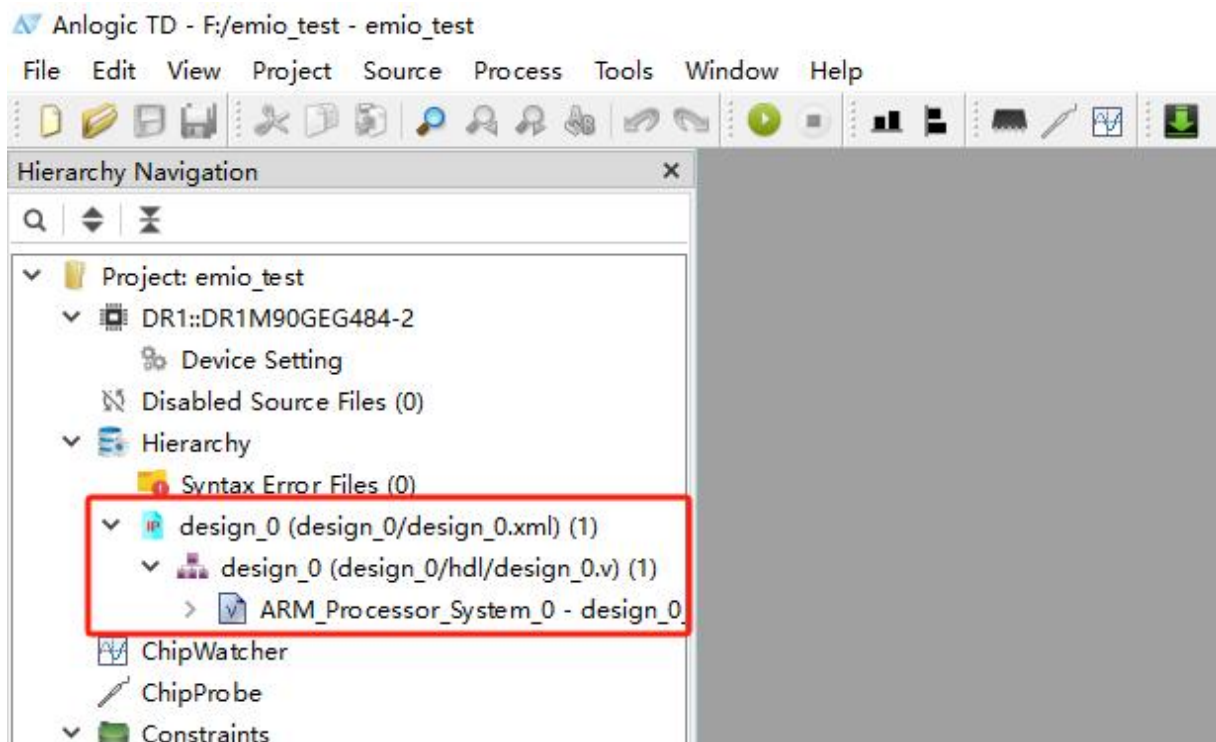 Anlogic TD - F:/emio_test - emio_test
File Edit View Project Source Process Tools Window Help
Hierarchy Navigation
Project: emio_test
DR1::DR1M90GEG484-2
Device Setting
Disabled Source Files (0)
Hierarchy
Syntax Error Files (0)
design_0 (design_0/design_0.xml) (1)
design_0 (design_0/hdl/design_0.v) (1)
ARM_Processor_System_0 - design_0_
ChipWatcher
ChipProbe
Constraints